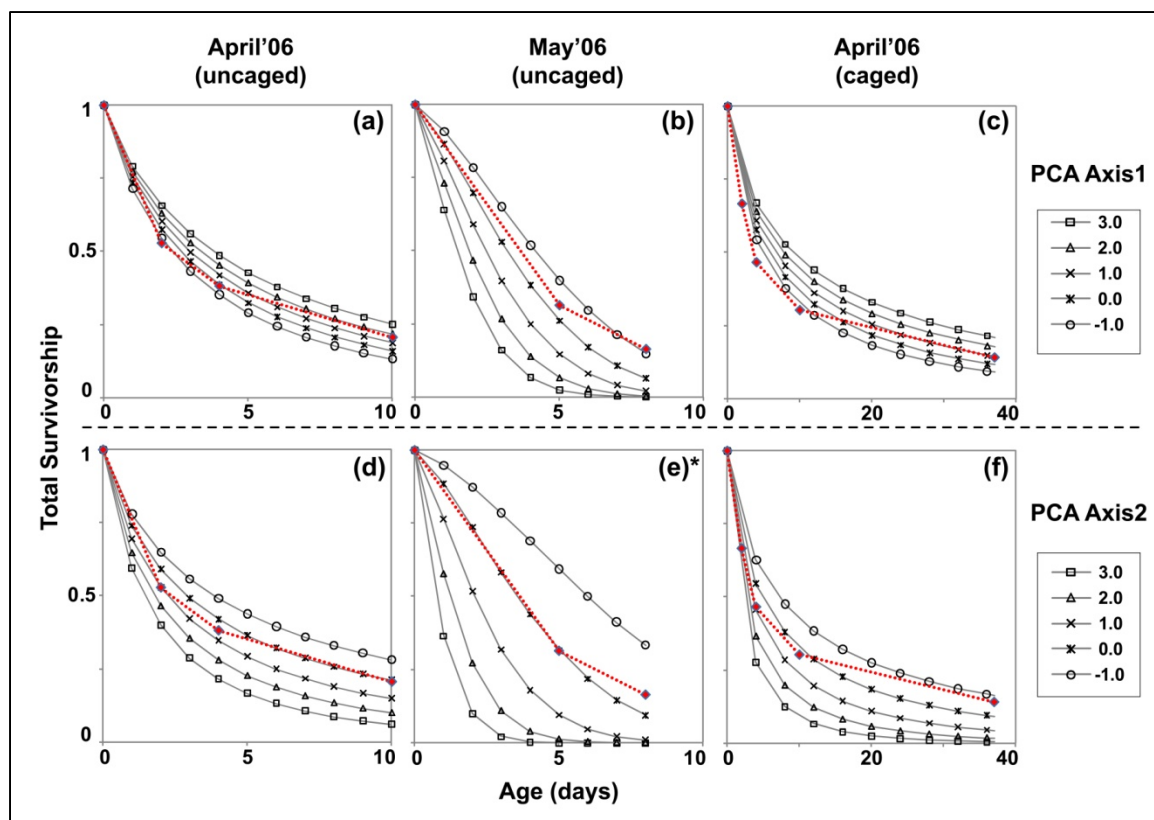 April’06 (uncaged)
May’06 (uncaged)
April’06 (caged)
Total Survivorship
1
0.5
0
(a)
0
5
10
(b)
0
5
10
(c)
0
20
40
PCA Axis1
3.0
2.0
1.0
0.0
-1.0
1
0.5
0
(d)
0
5
10
(e)*
0
5
10
(f)
0
20
40
PCA Axis2
3.0
2.0
1.0
0.0
-1.0
Age (days)